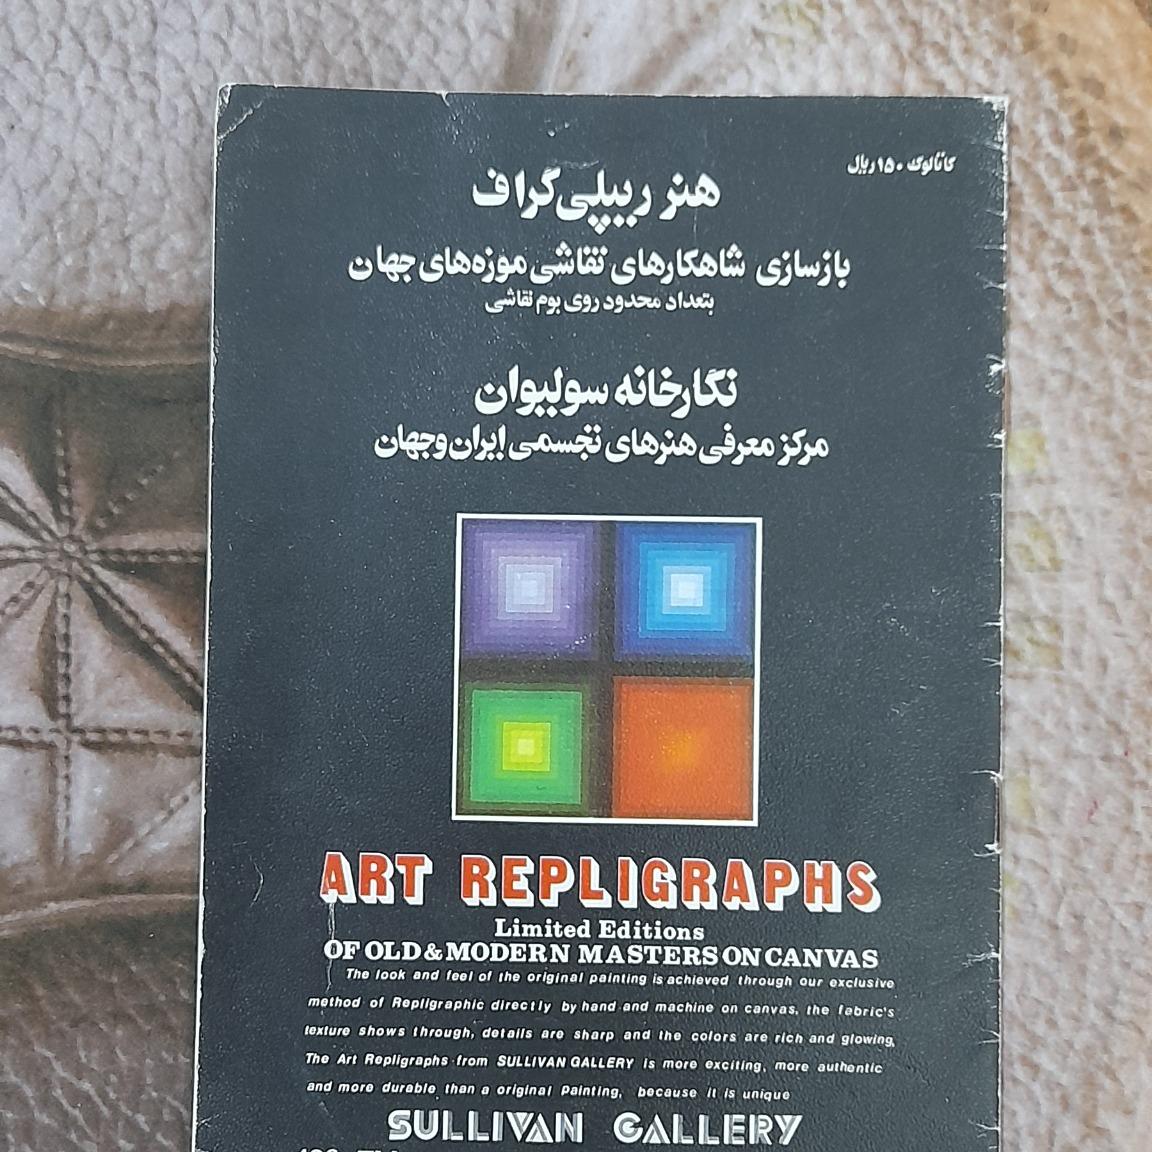 کاتالوگ ۱۵۰ ریال
هنر ریپلی‌گراف
بازسازی شاهکارهای نقاشی موزه‌های جهان
بتعداد محدود روی بوم نقاشی
نگارخانه سولیوان
مرکز معرفی هنرهای تجسمی ایران و جهان
ART REPLIGRAPHS
Limited Editions
OF OLD & MODERN MASTERS ON CANVAS
The look and feel of the original painting is achieved through our exclusive
method of Repligraphic directly by hand and machine on canvas, the fabric's
texture shows through, details are sharp and the colors are rich and glowing,
The Art Repligraphs from SULLIVAN GALLERY is more exciting, more authentic
and more durable than a original Painting, because it is unique
SULLIVAN GALLERY